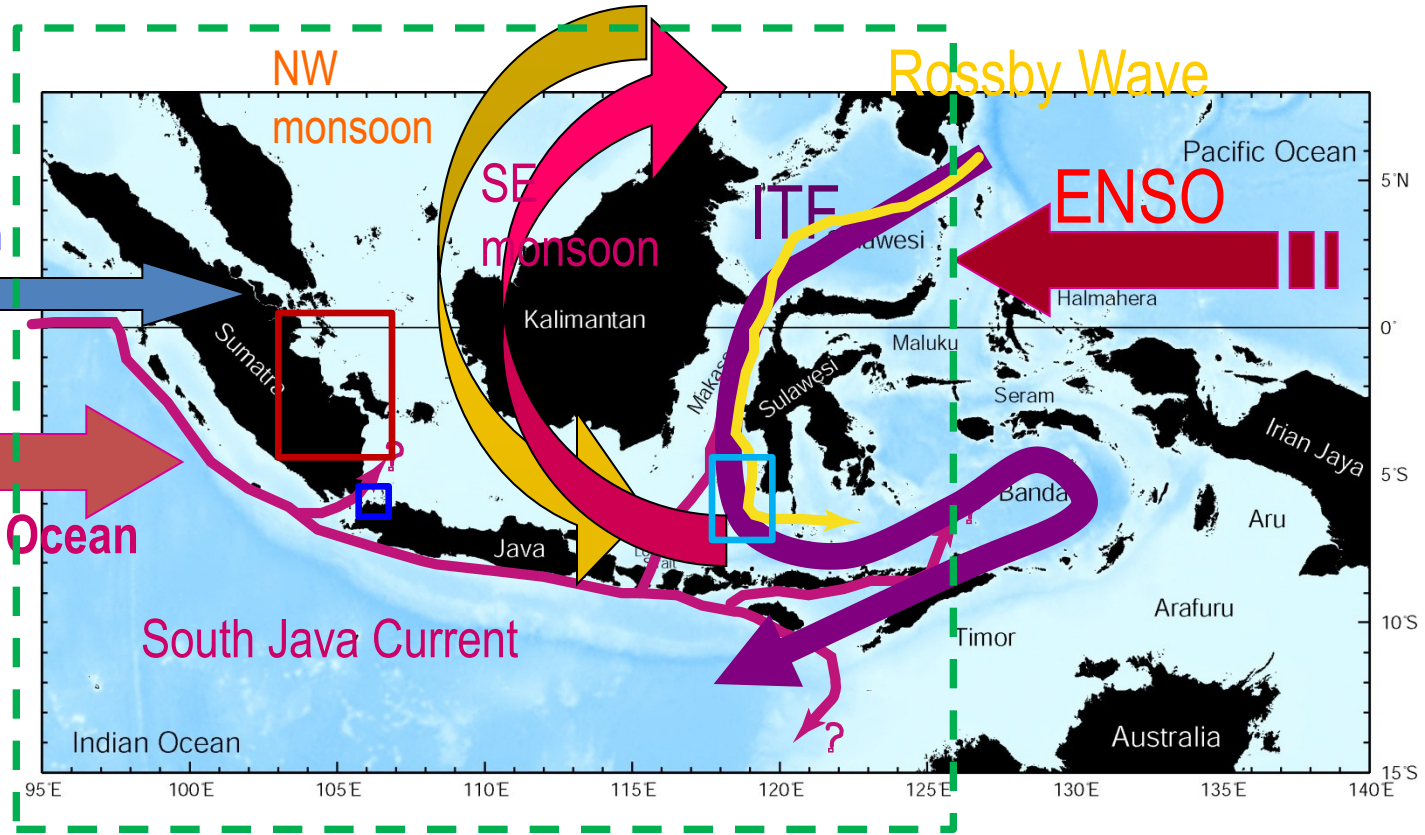 NW
monsoon
Rossby Wave
Pacific Ocean
SE
monsoon
ITF
ENSO
5°N
Halmahera
Kalimantan
0°
Maluku
Sumatra
Sulawesi
Seram
Irian Jaya
?
5°S
Banda
?
Aru
Ocean
Java
Strait
Arafuru
South Java Current
Timor
10°S
?
Indian Ocean
Australia
15°S
95°E 100°E 105°E 110°E 115°E 120°E 125°E 130°E 135°E 140°E